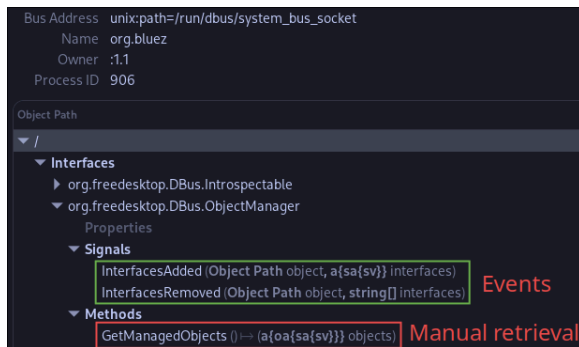 Bus Address unix:path=/run/dbus/system_bus_socket
Name org.bluez
Owner :1.1
Process ID 906
Object Path
/
Interfaces
org.freedesktop.DBus.Introspectable
org.freedesktop.DBus.ObjectManager
Properties
Signals
InterfacesAdded (Object Path object, a{sa{sv}} interfaces)
InterfacesRemoved (Object Path object, string[] interfaces)
Events
Methods
GetManagedObjects () ↦ (a{oa{sa{sv}}} objects)
Manual retrieval